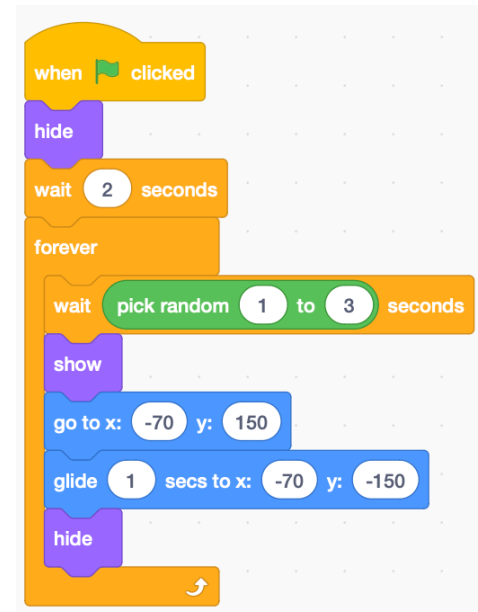 when clicked
hide
wait 2 seconds
forever
wait pick random 1 to 3 seconds
show
go to x: -70 y: 150
glide 1 secs to x: -70 y: -150
hide